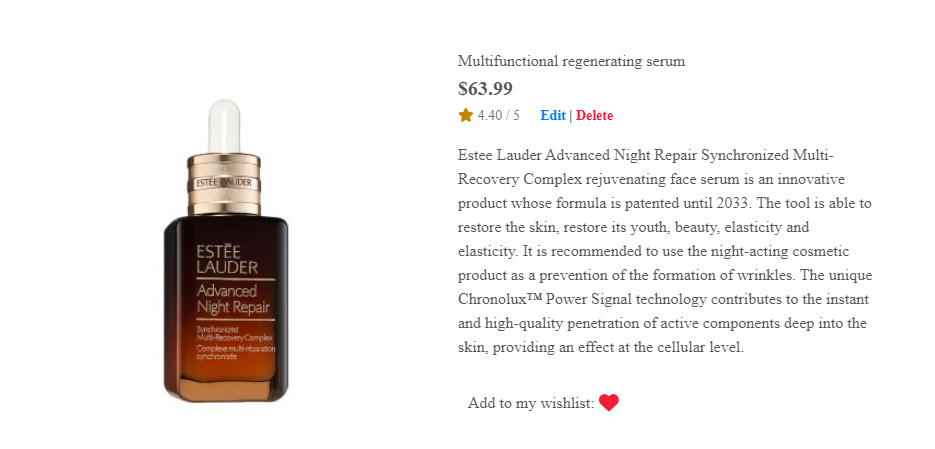 Multifunctional regenerating serum
$63.99
4.40 / 5 Edit | Delete
Estee Lauder Advanced Night Repair Synchronized Multi-
Recovery Complex rejuvenating face serum is an innovative
product whose formula is patented until 2033. The tool is able to
restore the skin, restore its youth, beauty, elasticity and
elasticity. It is recommended to use the night-acting cosmetic
product as a prevention of the formation of wrinkles. The unique
Chronolux™ Power Signal technology contributes to the instant
and high-quality penetration of active components deep into the
skin, providing an effect at the cellular level.
Add to my wishlist:
ESTĒE LAUDER
ESTĒE
LAUDER
Advanced
Night Repair
Synchronized
Multi-Recovery Complex
Complexe multi-réparation
synchronisée